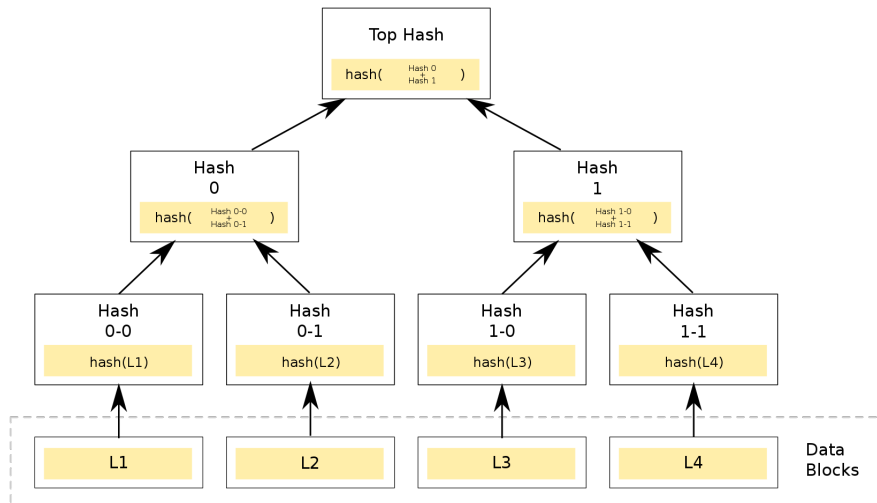 Top Hash
hash( Hash 0 + Hash 1 )
Hash
0
hash( Hash 0-0 + Hash 0-1 )
Hash
1
hash( Hash 1-0 + Hash 1-1 )
Hash
0-0
hash(L1)
Hash
0-1
hash(L2)
Hash
1-0
hash(L3)
Hash
1-1
hash(L4)
L1
L2
L3
L4
Data
Blocks